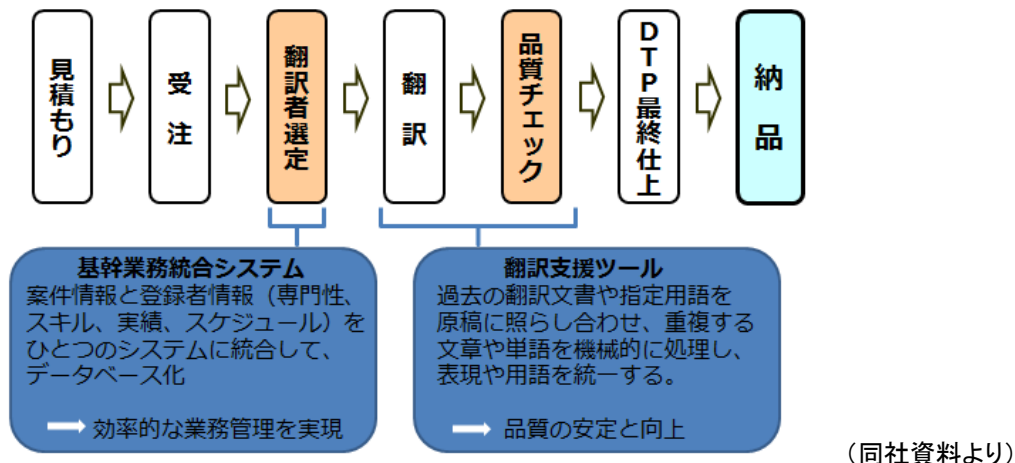 見積もり
受注
翻訳者選定
翻訳
品質チェック
DTP最終仕上
納品
基幹業務統合システム
案件情報と登録者情報（専門性、
スキル、実績、スケジュール）を
ひとつのシステムに統合して、
データベース化
効率的な業務管理を実現
翻訳支援ツール
過去の翻訳文書や指定用語を
原稿に照らし合わせ、重複する
文章や単語を機械的に処理し、
表現や用語を統一する。
品質の安定と向上
（同社資料より）